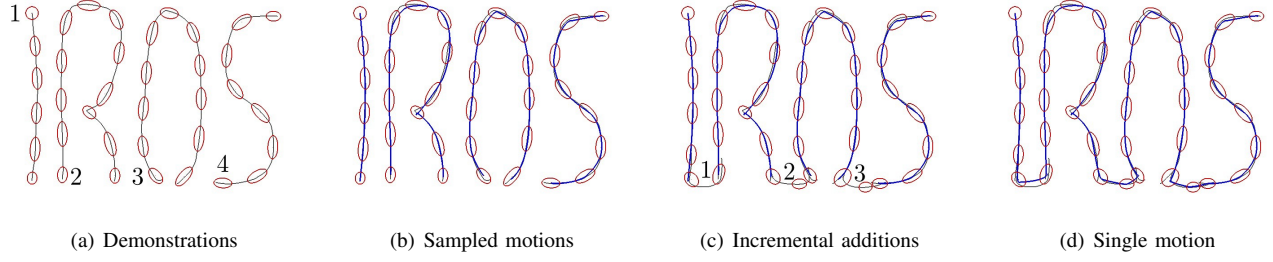 1
2
3
4
1
2
3
(a) Demonstrations
(b) Sampled motions
(c) Incremental additions
(d) Single motion